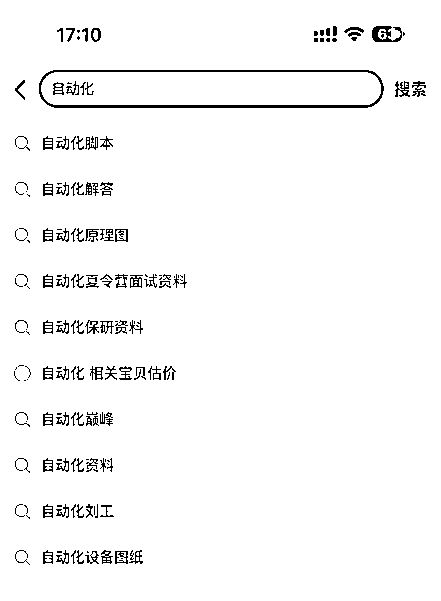 17:10
63
自动化
搜索
自动化脚本
自动化解答
自动化原理图
自动化夏令营面试资料
自动化保研资料
自动化 相关宝贝估价
自动化巅峰
自动化资料
自动化刘工
自动化设备图纸